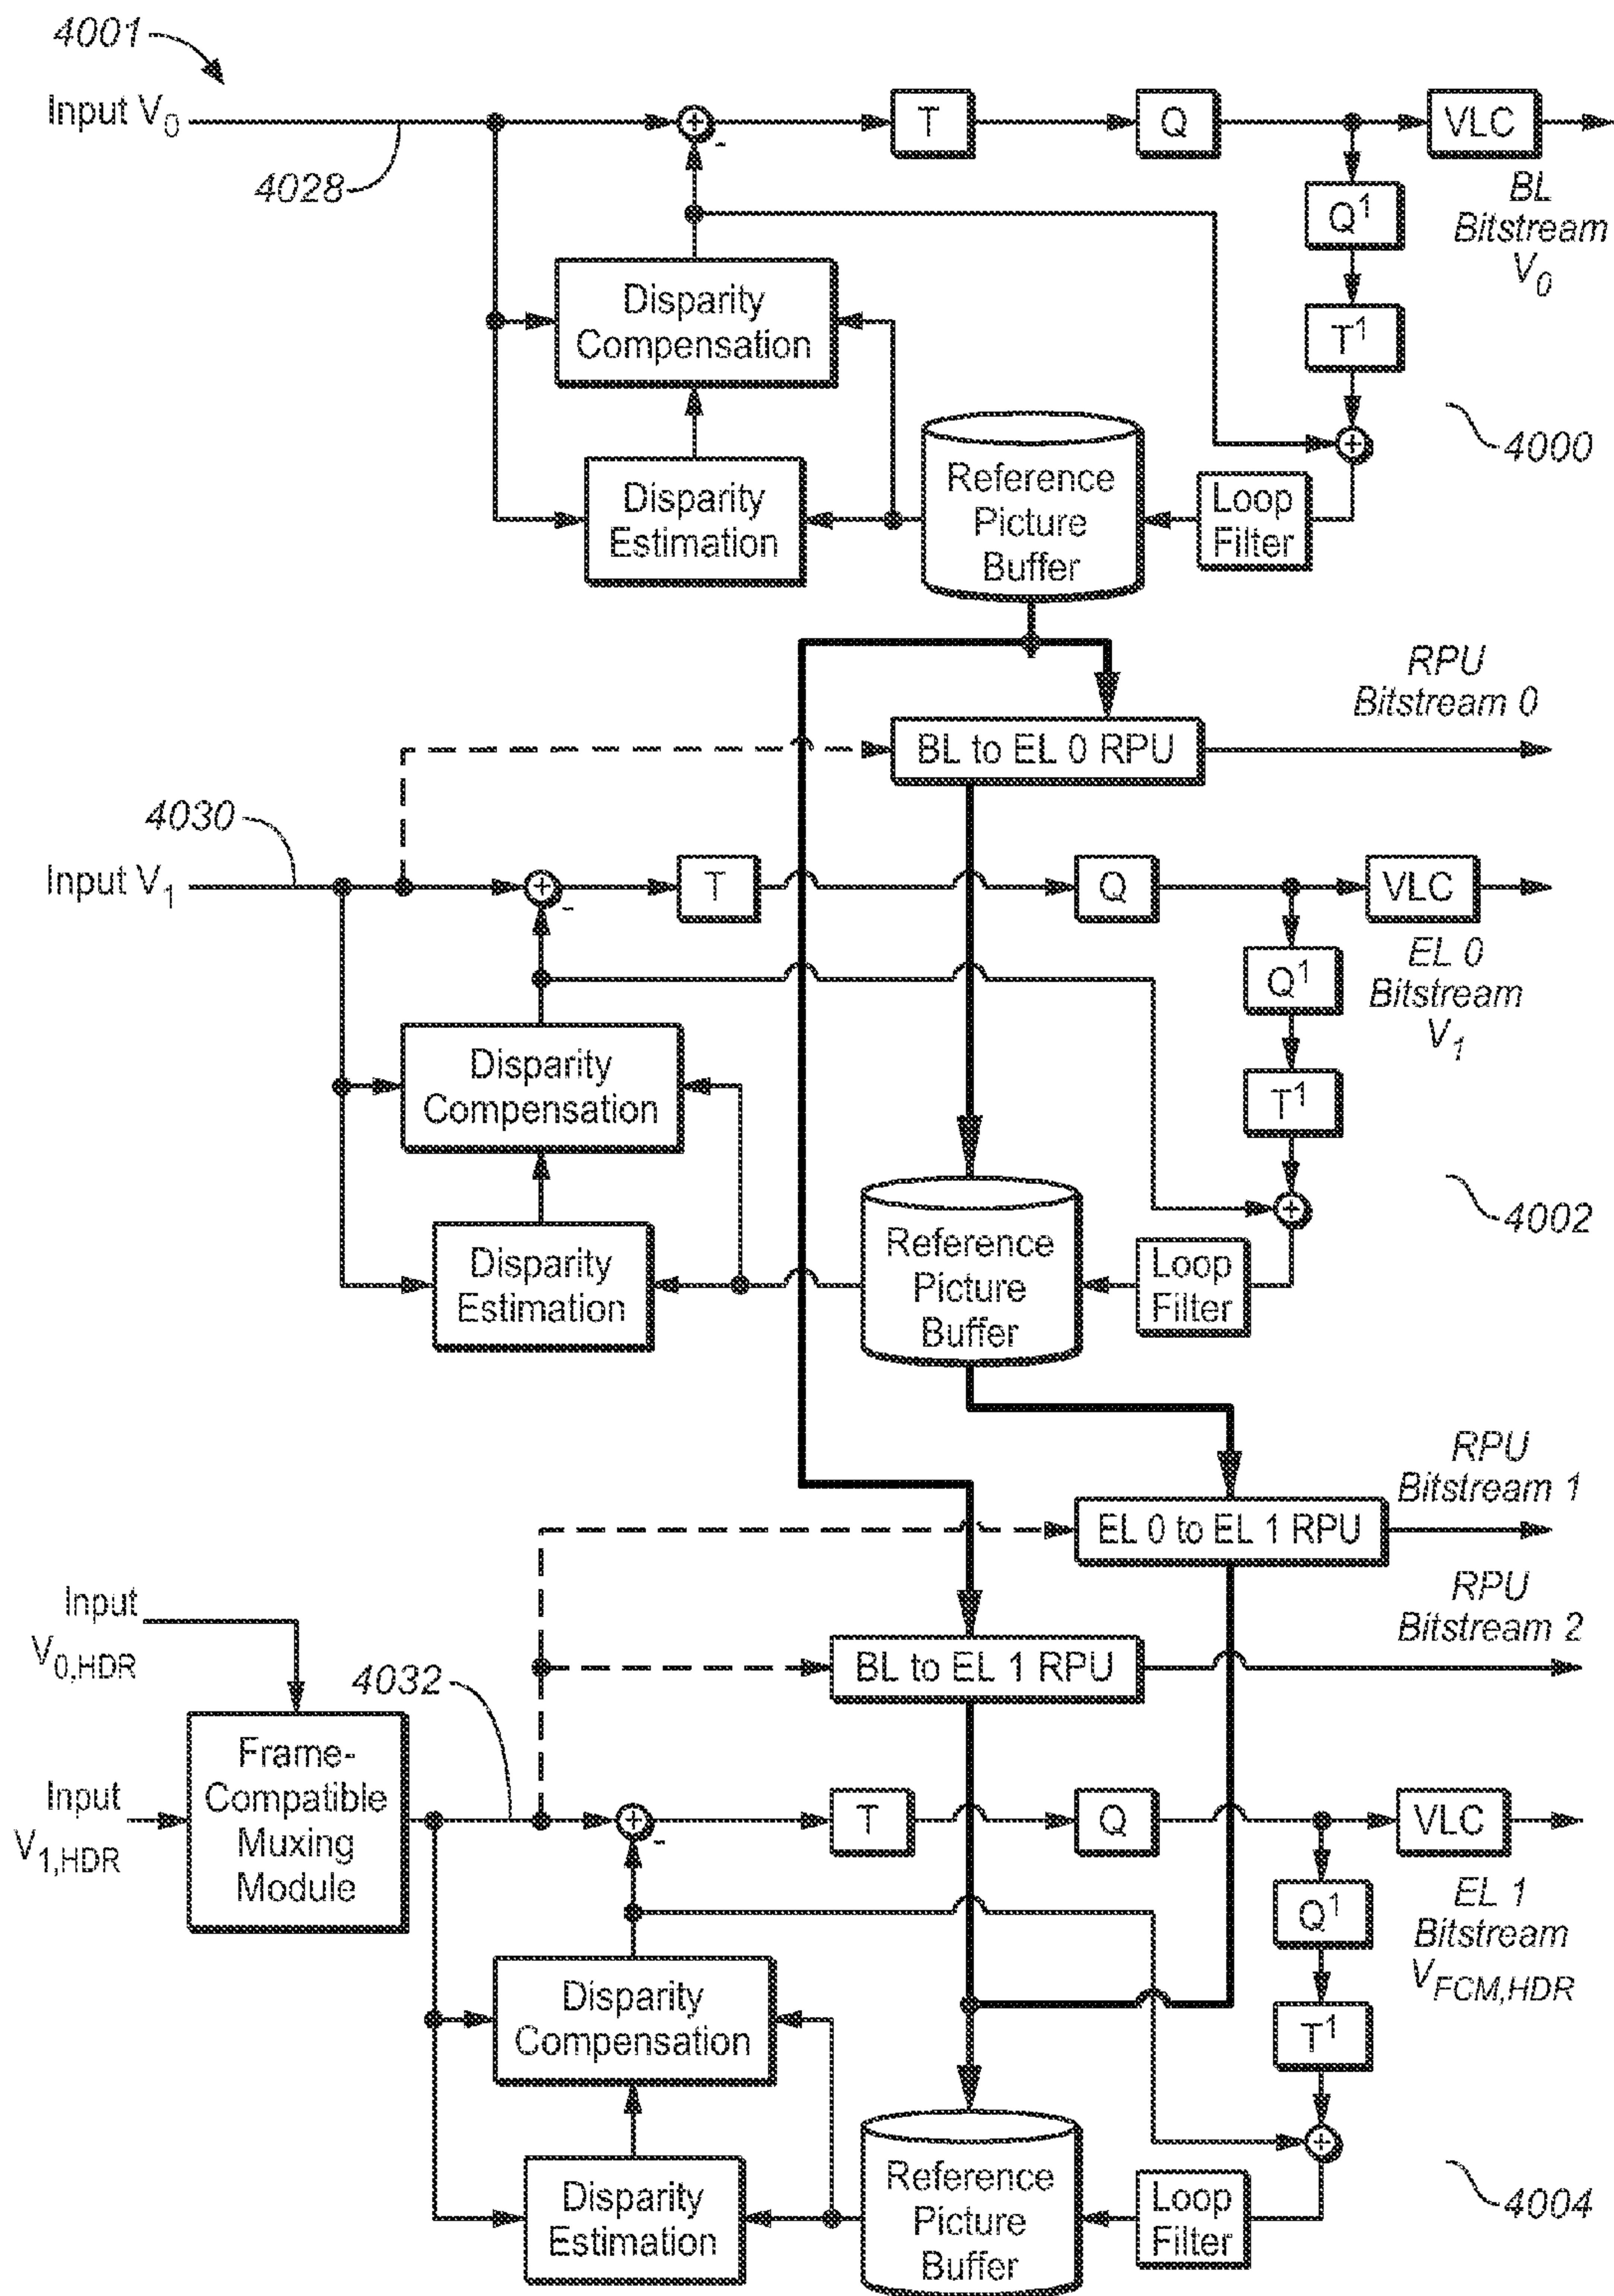 4001
Input V0
T
Q
VLC
4028
Q1
BL
Bitstream
V0
Disparity
Compensation
T1
4000
Disparity
Estimation
Reference
Picture
Buffer
Loop
Filter
RPU
Bitstream 0
BL to EL 0 RPU
4030
Input V1
T
Q
VLC
EL 0
Bitstream
V1
Q1
Disparity
Compensation
T1
4002
Disparity
Estimation
Reference
Picture
Buffer
Loop
Filter
RPU
Bitstream 1
EL 0 to EL 1 RPU
RPU
Bitstream 2
Input
V0,HDR
BL to EL 1 RPU
4032
Input
V1,HDR
Frame-
Compatible
Muxing
Module
T
Q
VLC
EL 1
Bitstream
VFCM,HDR
Q1
Disparity
Compensation
T1
4004
Disparity
Estimation
Reference
Picture
Buffer
Loop
Filter